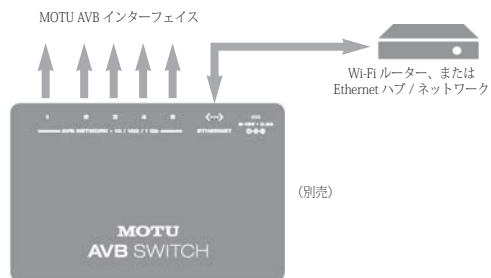 MOTU AVB インターフェイス
Wi-Fi ルーター、または
Ethernet ハブ / ネットワーク
1 2 3 4 5 <··>
AVB NETWORK • 1G / 100 / 1 Gb ETHERNET
(別売)
MOTU
AVB SWITCH